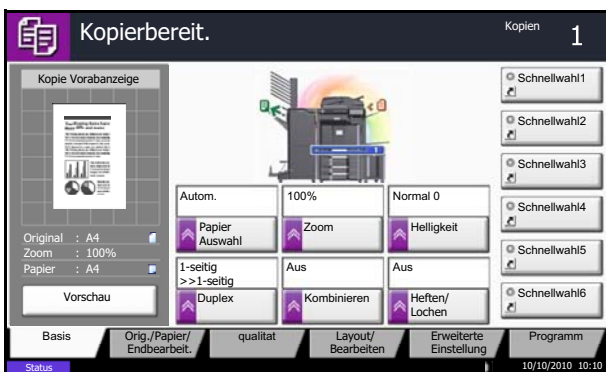 Kopierbereit.
Kopien
1
Kopie Vorabanzeige
Original : A4
Zoom : 100%
Papier : A4
Vorschau
Autom.
Papier
Auswahl
100%
Zoom
Normal 0
Helligkeit
1-seitig
>>1-seitig
Duplex
Aus
Kombinieren
Aus
Heften/
Lochen
Schnellwahl1
Schnellwahl2
Schnellwahl3
Schnellwahl4
Schnellwahl5
Schnellwahl6
Basis
Orig./Papier/
Endbearbeit.
qualitat
Layout/
Bearbeiten
Erweiterte
Einstellung
Programm
Status
10/10/2010 10:10